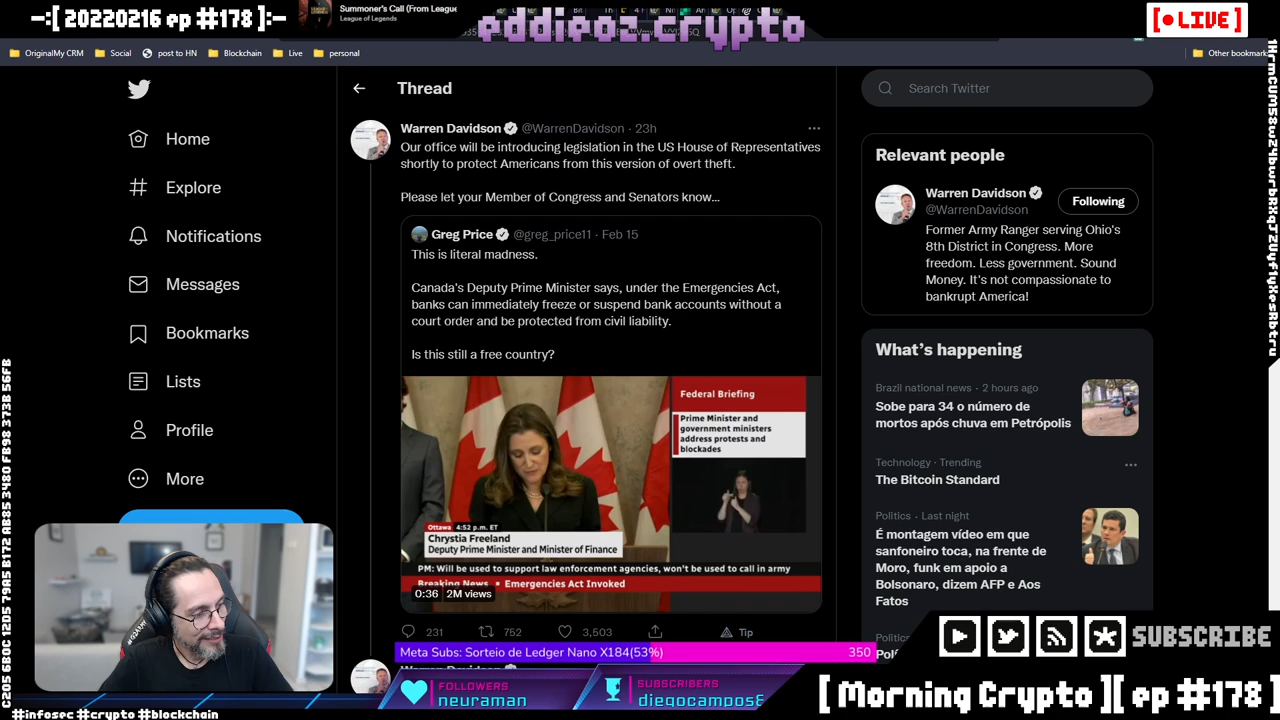 –:[ 20220216 ep #178 ]:–
Summoner's Call (From League
League of Legends
eddieoz.crypto
[● LIVE ]
OriginalMy CRM
Social
post to HN
Blockchain
Live
personal
Other bookmark
Home
Explore
Notifications
Messages
Bookmarks
Lists
Profile
More
Thread
Warren Davidson @WarrenDavidson · 23h
Our office will be introducing legislation in the US House of Representatives
shortly to protect Americans from this version of overt theft.
Please let your Member of Congress and Senators know...
Greg Price @greg_price11 · Feb 15
This is literal madness.
Canada's Deputy Prime Minister says, under the Emergencies Act,
banks can immediately freeze or suspend bank accounts without a
court order and be protected from civil liability.
Is this still a free country?
Federal Briefing
Prime Minister and
government ministers
address protests and
blockades
Ottawa 4:52 p.m. ET
Chrystia Freeland
Deputy Prime Minister and Minister of Finance
PM: Will be used to support law enforcement agencies, won't be used to call in army
Breaking News • Emergencies Act Invoked
0:36 2M views
231
752
3,503
Tip
Search Twitter
Relevant people
Warren Davidson
@WarrenDavidson
Following
Former Army Ranger serving Ohio's
8th District in Congress. More
freedom. Less government. Sound
Money. It's not compassionate to
bankrupt America!
What's happening
Brazil national news · 2 hours ago
Sobe para 34 o número de
mortos após chuva em Petrópolis
Technology · Trending
The Bitcoin Standard
Politics · Last night
É montagem vídeo em que
sanfoneiro toca, na frente de
Moro, funk em apoio a
Bolsonaro, dizem AFP e Aos
Fatos
SUBSCRIBE
Meta Subs: Sorteio de Ledger Nano X
184(53%)
350
FOLLOWERS
neuraman
SUBSCRIBERS
[ Morning Crypto ][ ep #178 ]
#infosec #crypto #blockchain